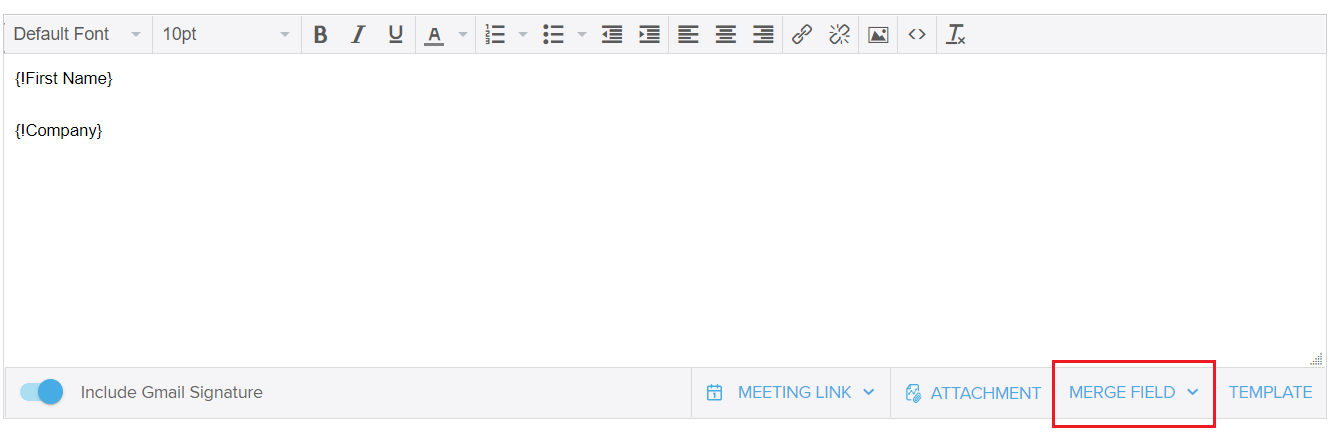 Default Font 10pt B I U A
{!First Name}
{!Company}
Include Gmail Signature MEETING LINK ATTACHMENT MERGE FIELD TEMPLATE